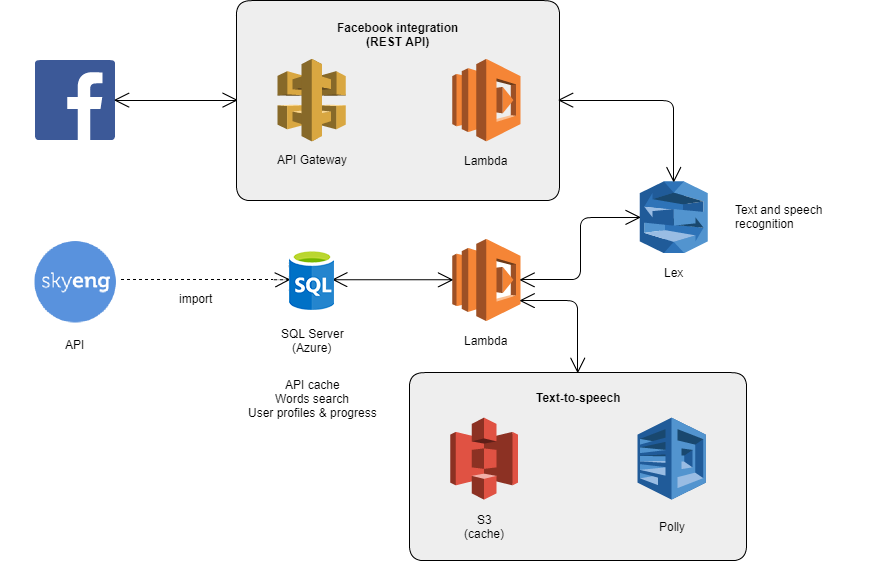 Facebook integration
(REST API)
API Gateway
Lambda
Text and speech
recognition
Lex
skyeng
API
import
SQL
SQL Server
(Azure)
API cache
Words search
User profiles & progress
Lambda
Text-to-speech
S3
(cache)
Polly